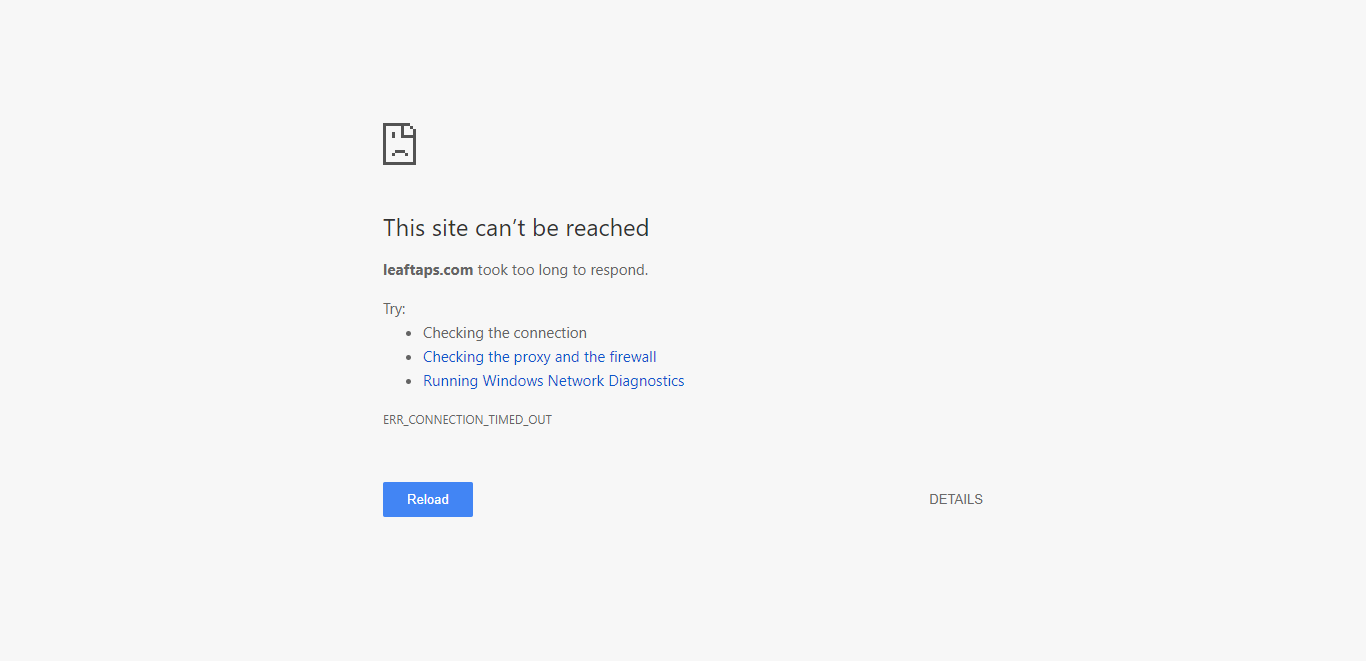 This site can’t be reached
leaftaps.com took too long to respond.
Try:
Checking the connection
Checking the proxy and the firewall
Running Windows Network Diagnostics
ERR_CONNECTION_TIMED_OUT
Reload
DETAILS